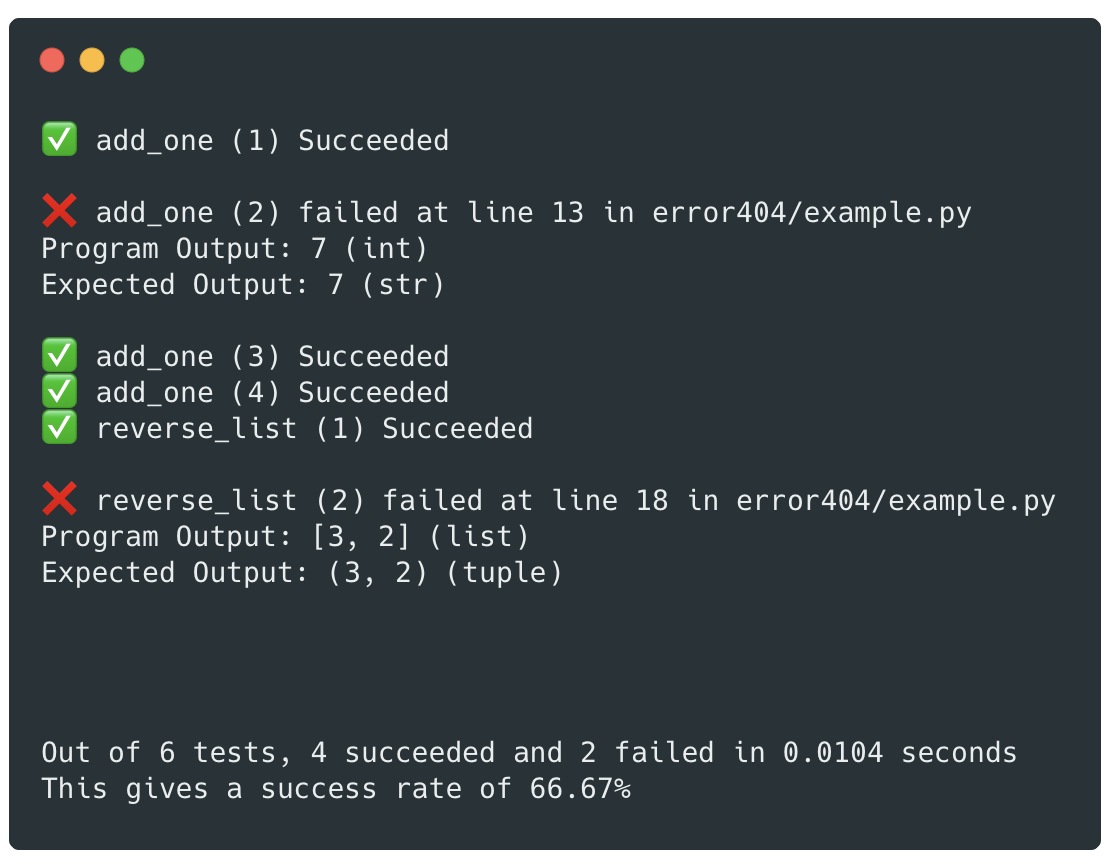 ✅ add_one (1) Succeeded
❌ add_one (2) failed at line 13 in error404/example.py
Program Output: 7 (int)
Expected Output: 7 (str)
✅ add_one (3) Succeeded
✅ add_one (4) Succeeded
✅ reverse_list (1) Succeeded
❌ reverse_list (2) failed at line 18 in error404/example.py
Program Output: [3, 2] (list)
Expected Output: (3, 2) (tuple)
Out of 6 tests, 4 succeeded and 2 failed in 0.0104 seconds
This gives a success rate of 66.67%